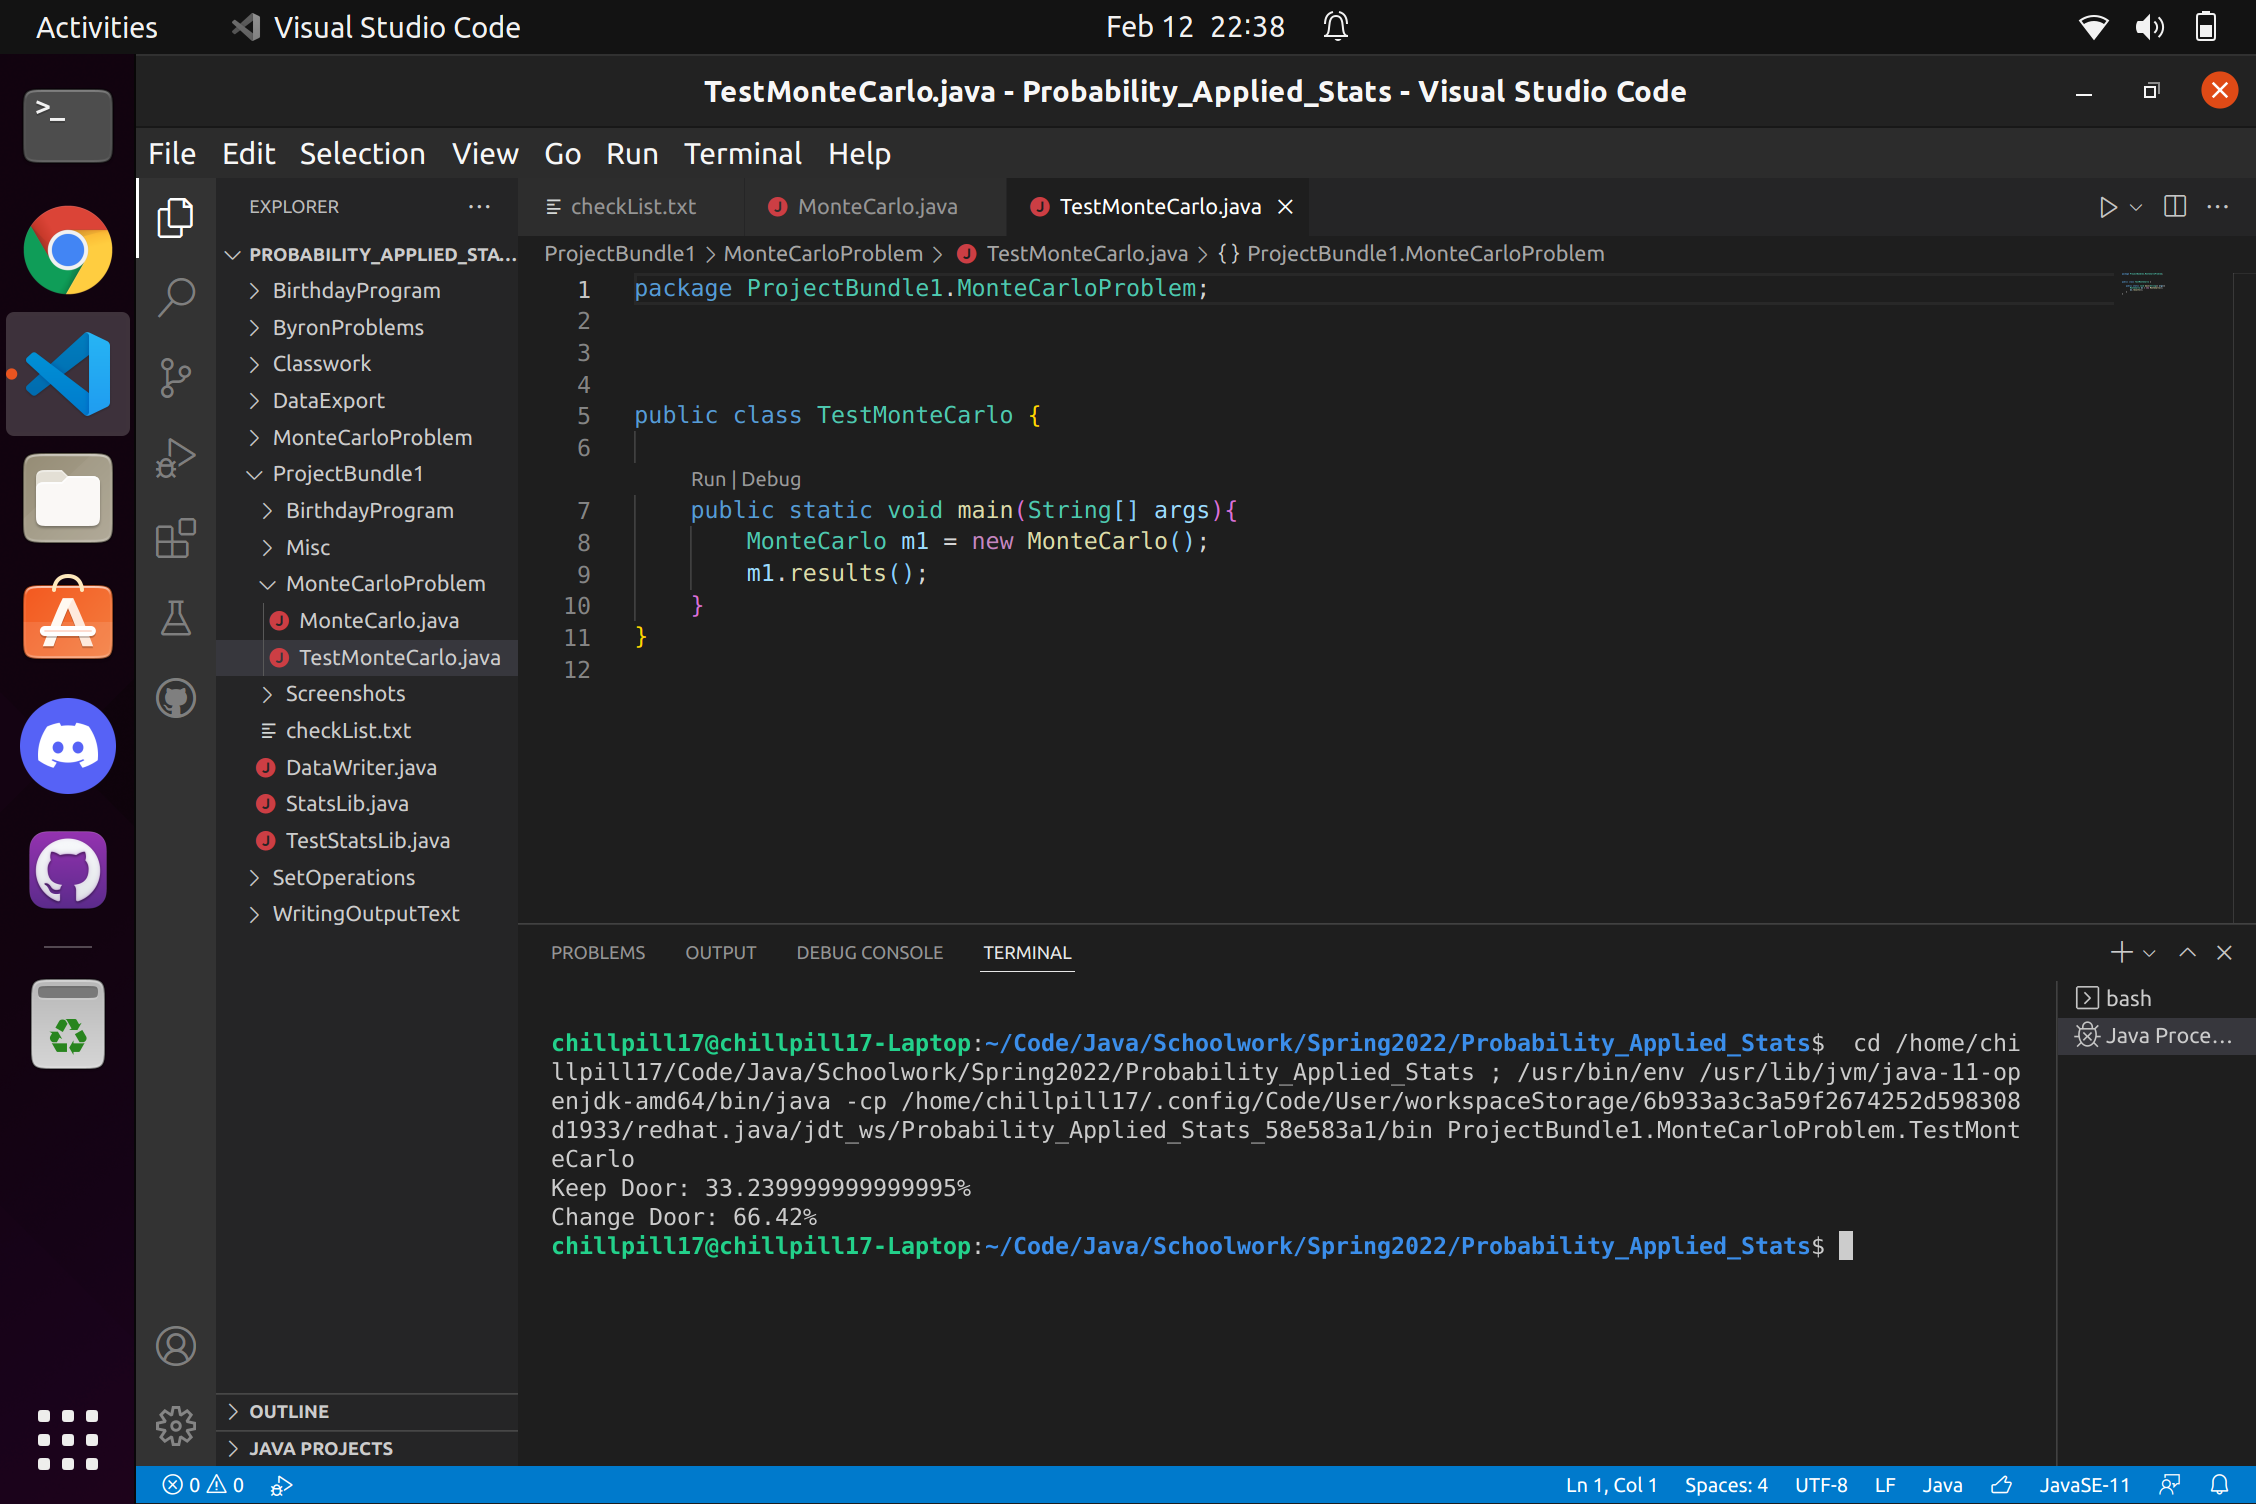 Activities
Visual Studio Code
Feb 12 22:38
TestMonteCarlo.java - Probability_Applied_Stats - Visual Studio Code
File Edit Selection View Go Run Terminal Help
EXPLORER
PROBABILITY_APPLIED_STA...
BirthdayProgram
ByronProblems
Classwork
DataExport
MonteCarloProblem
ProjectBundle1
BirthdayProgram
Misc
MonteCarloProblem
MonteCarlo.java
TestMonteCarlo.java
Screenshots
checkList.txt
DataWriter.java
StatsLib.java
TestStatsLib.java
SetOperations
WritingOutputText
OUTLINE
JAVA PROJECTS
checkList.txt MonteCarlo.java TestMonteCarlo.java
ProjectBundle1 > MonteCarloProblem > TestMonteCarlo.java > {} ProjectBundle1.MonteCarloProblem
1 package ProjectBundle1.MonteCarloProblem;
2
3
4
5 public class TestMonteCarlo {
6
Run | Debug
7 public static void main(String[] args){
8 MonteCarlo m1 = new MonteCarlo();
9 m1.results();
10 }
11 }
12
PROBLEMS OUTPUT DEBUG CONSOLE TERMINAL
bash
Java Proce...
chillpill17@chillpill17-Laptop:~/Code/Java/Schoolwork/Spring2022/Probability_Applied_Stats$  cd /home/chi
llpill17/Code/Java/Schoolwork/Spring2022/Probability_Applied_Stats ; /usr/bin/env /usr/lib/jvm/java-11-op
enjdk-amd64/bin/java -cp /home/chillpill17/.config/Code/User/workspaceStorage/6b933a3c3a59f2674252d598308
d1933/redhat.java/jdt_ws/Probability_Applied_Stats_58e583a1/bin ProjectBundle1.MonteCarloProblem.TestMont
eCarlo
Keep Door: 33.239999999999995%
Change Door: 66.42%
chillpill17@chillpill17-Laptop:~/Code/Java/Schoolwork/Spring2022/Probability_Applied_Stats$
0 0
Ln 1, Col 1 Spaces: 4 UTF-8 LF Java JavaSE-11